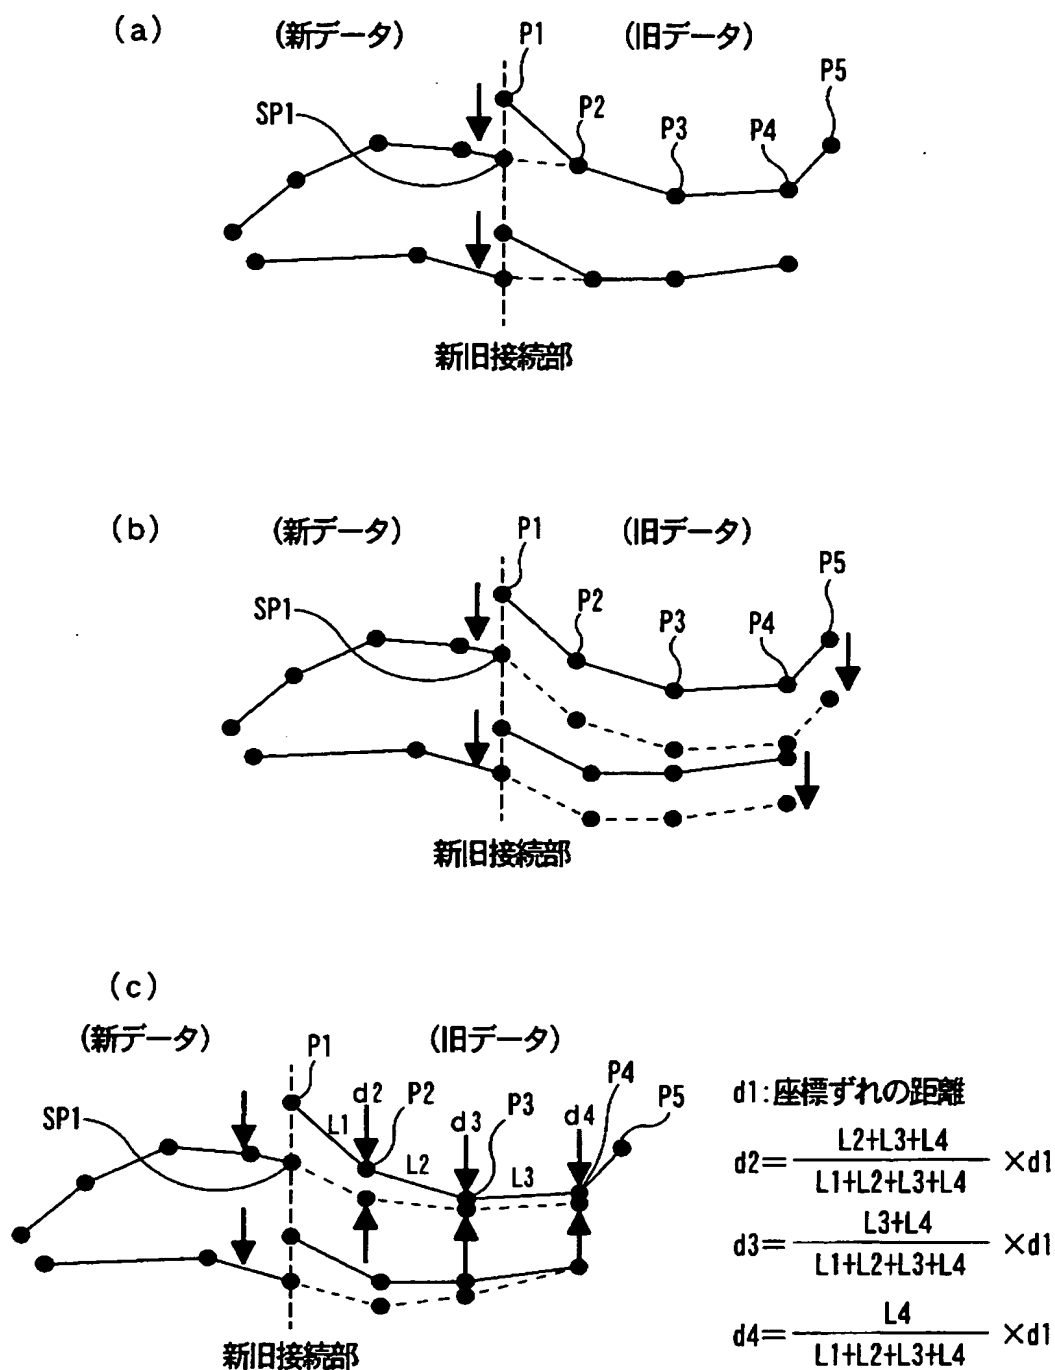 (a)
(新データ) P1 (旧データ)
P5
SP1 P2 P3 P4
新旧接続部
(b)
(新データ) P1 (旧データ)
P5
SP1 P2 P3 P4
新旧接続部
(c)
(新データ) P1 (旧データ)
d2 P2 d3 P3 d4 P4 P5
SP1 L1 L2 L3
新旧接続部
d1:座標ずれの距離
d2= L2+L3+L4 / L1+L2+L3+L4 ×d1
d3= L3+L4 / L1+L2+L3+L4 ×d1
d4= L4 / L1+L2+L3+L4 ×d1